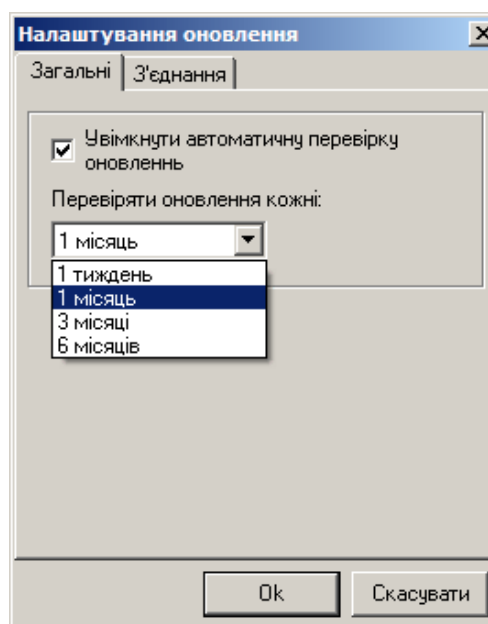 Налаштування оновлення
Загальні З'єднання
Увімкнути автоматичну перевірку
оновленнь
Перевіряти оновлення кожні:
1 місяць
1 тиждень
1 місяць
3 місяці
6 місяців
Ok Скасувати